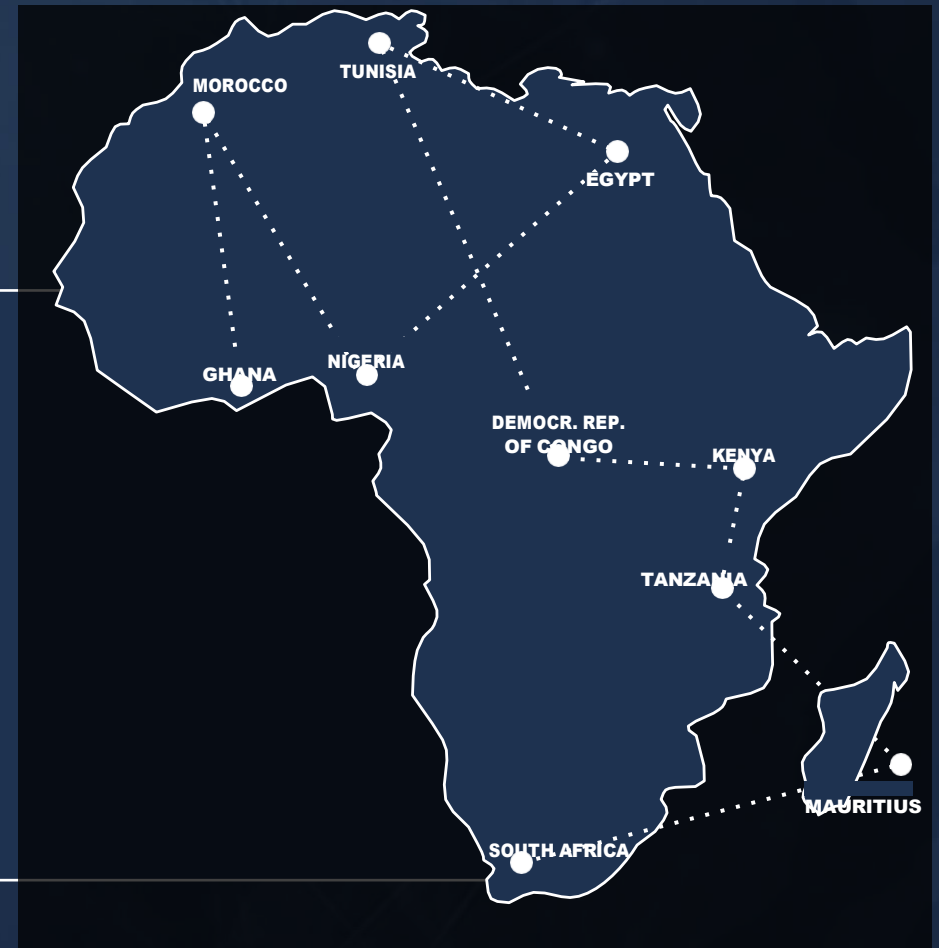 TUNISIA
MOROCCO
EGYPT
NIGERIA
GHANA
DEMOCR. REP.
OF CONGO
KENYA
TANZANIA
MAURITIUS
SOUTH AFRICA